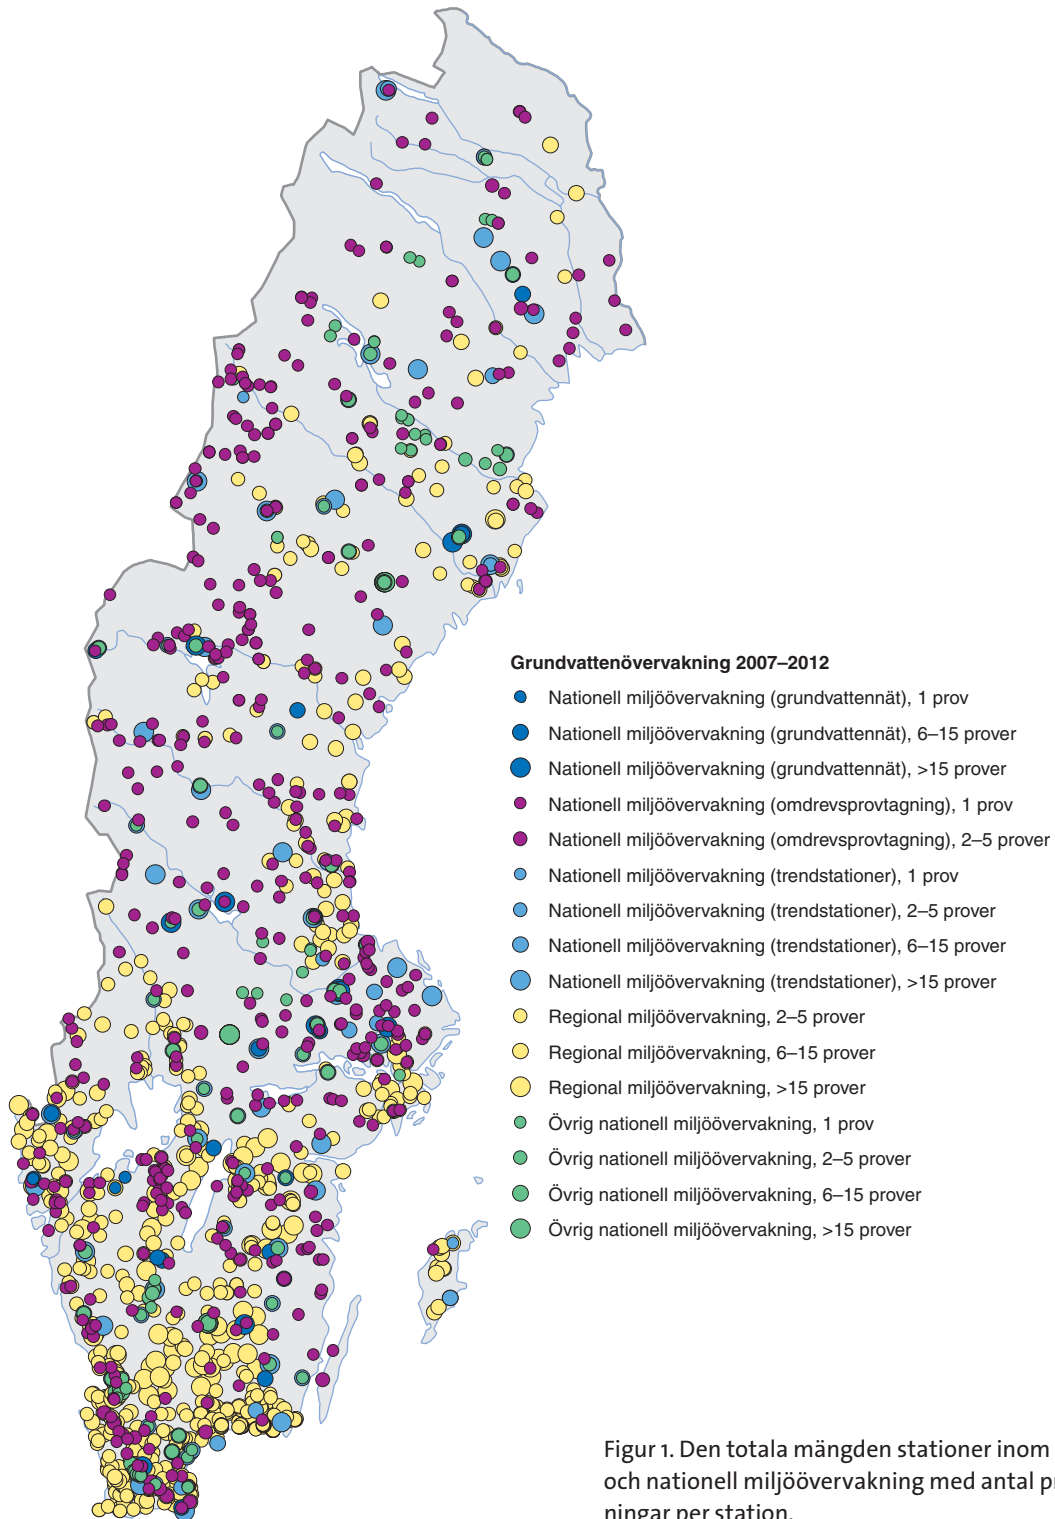 Grundvattenövervakning 2007–2012
Nationell miljöövervakning (grundvattennät), 1 prov
Nationell miljöövervakning (grundvattennät), 6–15 prover
Nationell miljöövervakning (grundvattennät), >15 prover
Nationell miljöövervakning (omdrevsprovtagning), 1 prov
Nationell miljöövervakning (omdrevsprovtagning), 2–5 prover
Nationell miljöövervakning (trendstationer), 1 prov
Nationell miljöövervakning (trendstationer), 2–5 prover
Nationell miljöövervakning (trendstationer), 6–15 prover
Nationell miljöövervakning (trendstationer), >15 prover
Regional miljöövervakning, 2–5 prover
Regional miljöövervakning, 6–15 prover
Regional miljöövervakning, >15 prover
Övrig nationell miljöövervakning, 1 prov
Övrig nationell miljöövervakning, 2–5 prover
Övrig nationell miljöövervakning, 6–15 prover
Övrig nationell miljöövervakning, >15 prover
Figur 1. Den totala mängden stationer inom
och nationell miljöövervakning med antal
ningar per station.